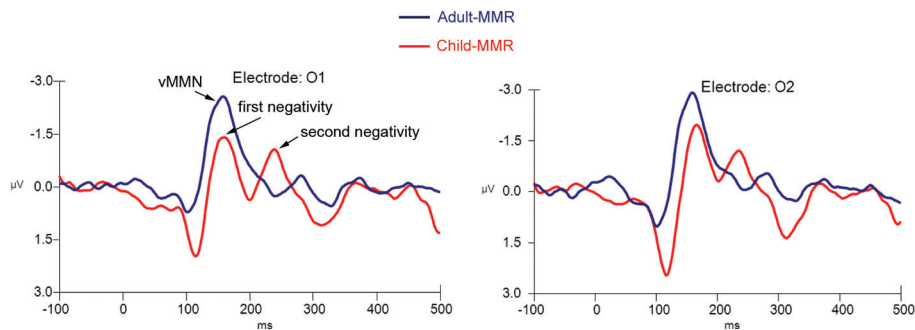 Adult-MMR
Child-MMR
Electrode: O1
vMMN
first negativity
second negativity
-3.0
-1.5
0.0
1.5
3.0
µV
-100 0 100 200 300 400 500
ms
Electrode: O2
-3.0
-1.5
0.0
1.5
3.0
µV
-100 0 100 200 300 400 500
ms